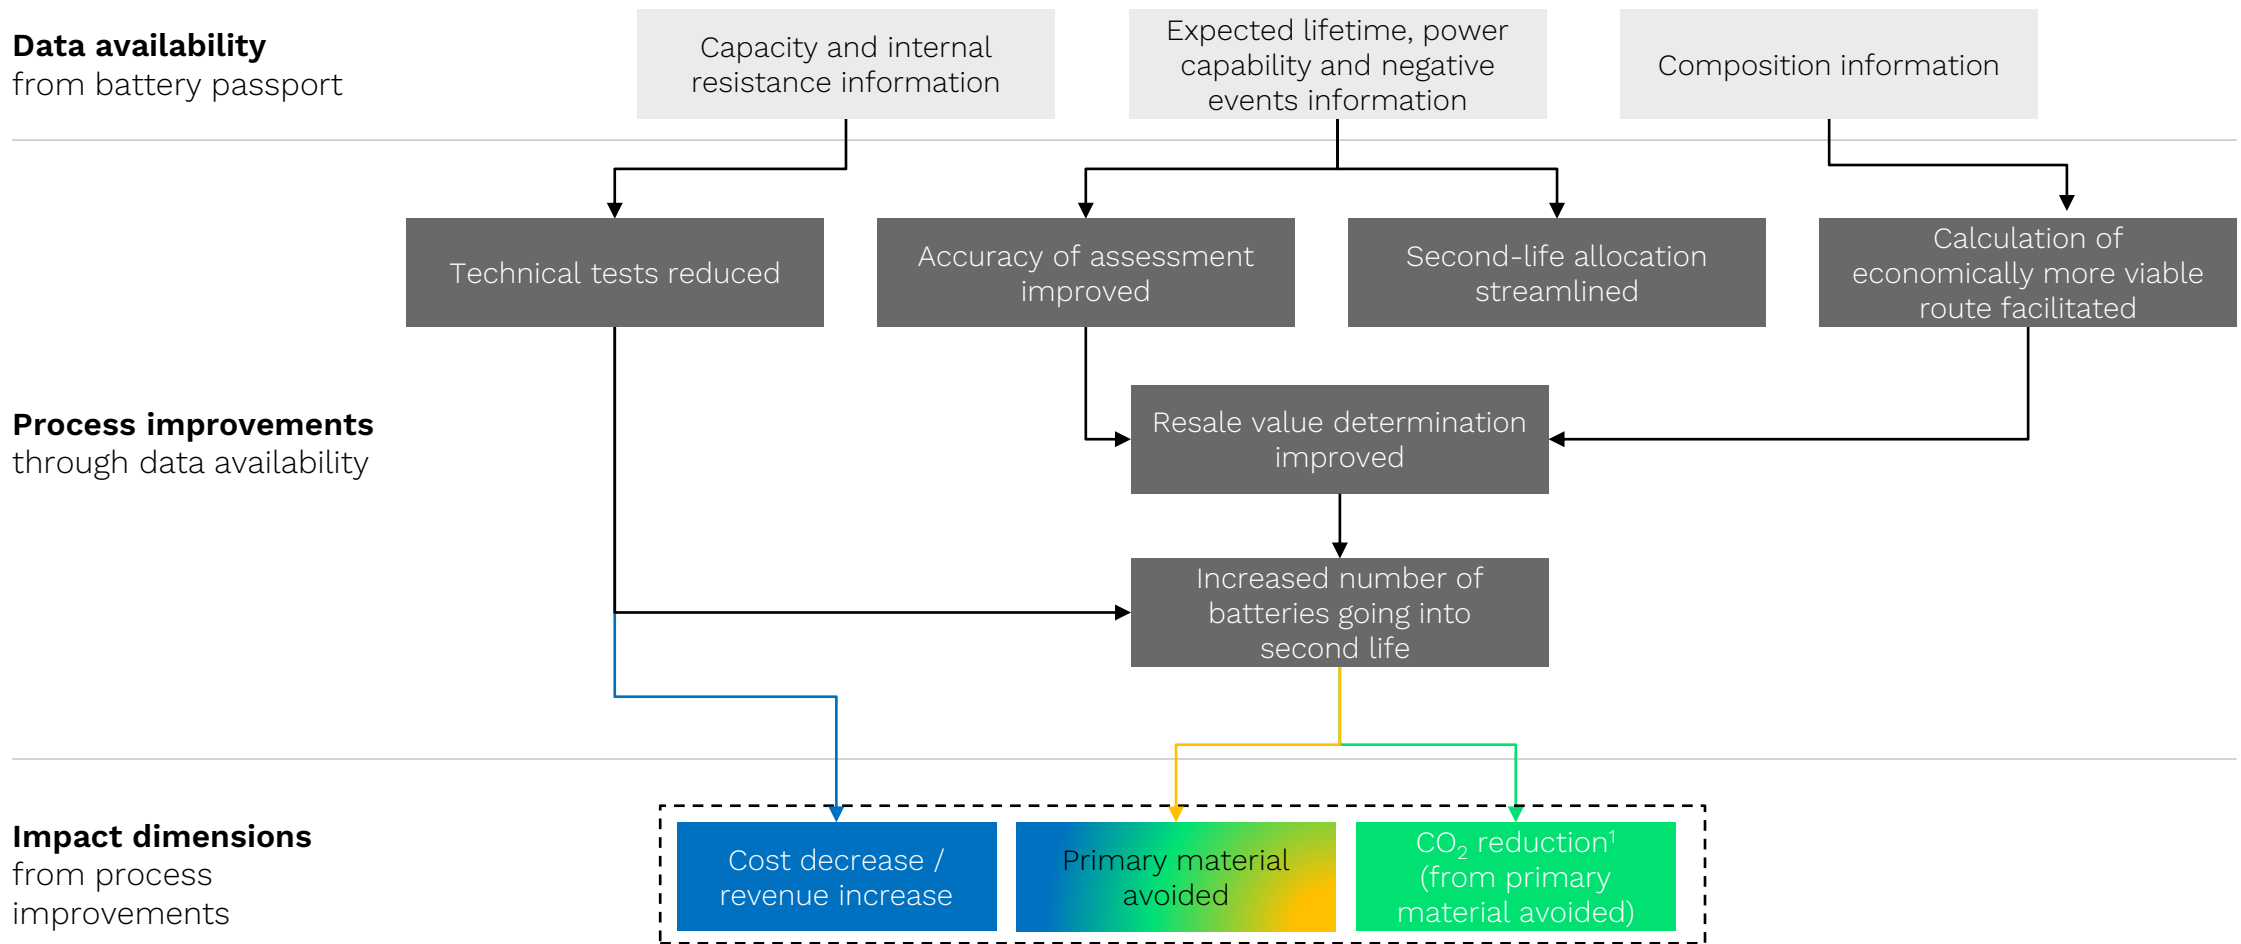 Data availability
from battery passport
Capacity and internal
resistance information
Expected lifetime, power
capability and negative
events information
Composition information
Technical tests reduced
Accuracy of assessment
improved
Second-life allocation
streamlined
Calculation of
economically more viable
route facilitated
Process improvements
through data availability
Resale value determination
improved
Increased number of
batteries going into
second life
Impact dimensions
from process
improvements
Cost decrease /
revenue increase
Primary material
avoided
CO₂ reduction¹
(from primary
material avoided)